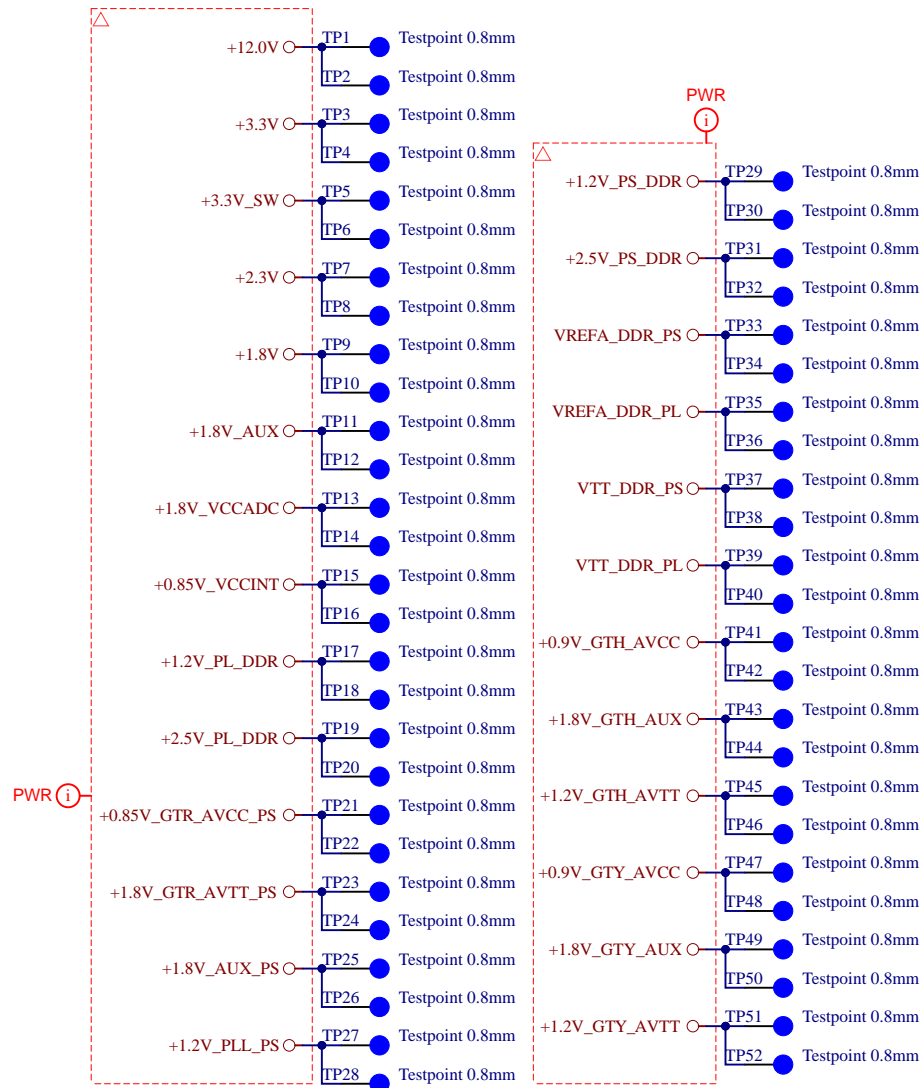 +12.0V TP1 Testpoint 0.8mm
TP2 Testpoint 0.8mm
+3.3V TP3 Testpoint 0.8mm
TP4 Testpoint 0.8mm
+3.3V_SW TP5 Testpoint 0.8mm
TP6 Testpoint 0.8mm
+2.3V TP7 Testpoint 0.8mm
TP8 Testpoint 0.8mm
+1.8V TP9 Testpoint 0.8mm
TP10 Testpoint 0.8mm
+1.8V_AUX TP11 Testpoint 0.8mm
TP12 Testpoint 0.8mm
+1.8V_VCCADC TP13 Testpoint 0.8mm
TP14 Testpoint 0.8mm
+0.85V_VCCINT TP15 Testpoint 0.8mm
TP16 Testpoint 0.8mm
+1.2V_PL_DDR TP17 Testpoint 0.8mm
TP18 Testpoint 0.8mm
+2.5V_PL_DDR TP19 Testpoint 0.8mm
TP20 Testpoint 0.8mm
PWR i
+0.85V_GTR_AVCC_PS TP21 Testpoint 0.8mm
TP22 Testpoint 0.8mm
+1.8V_GTR_AVTT_PS TP23 Testpoint 0.8mm
TP24 Testpoint 0.8mm
+1.8V_AUX_PS TP25 Testpoint 0.8mm
TP26 Testpoint 0.8mm
+1.2V_PLL_PS TP27 Testpoint 0.8mm
TP28 Testpoint 0.8mm
PWR
i
+1.2V_PS_DDR TP29 Testpoint 0.8mm
TP30 Testpoint 0.8mm
+2.5V_PS_DDR TP31 Testpoint 0.8mm
TP32 Testpoint 0.8mm
VREFA_DDR_PS TP33 Testpoint 0.8mm
TP34 Testpoint 0.8mm
VREFA_DDR_PL TP35 Testpoint 0.8mm
TP36 Testpoint 0.8mm
VTT_DDR_PS TP37 Testpoint 0.8mm
TP38 Testpoint 0.8mm
VTT_DDR_PL TP39 Testpoint 0.8mm
TP40 Testpoint 0.8mm
+0.9V_GTH_AVCC TP41 Testpoint 0.8mm
TP42 Testpoint 0.8mm
+1.8V_GTH_AUX TP43 Testpoint 0.8mm
TP44 Testpoint 0.8mm
+1.2V_GTH_AVTT TP45 Testpoint 0.8mm
TP46 Testpoint 0.8mm
+0.9V_GTY_AVCC TP47 Testpoint 0.8mm
TP48 Testpoint 0.8mm
+1.8V_GTY_AUX TP49 Testpoint 0.8mm
TP50 Testpoint 0.8mm
+1.2V_GTY_AVTT TP51 Testpoint 0.8mm
TP52 Testpoint 0.8mm